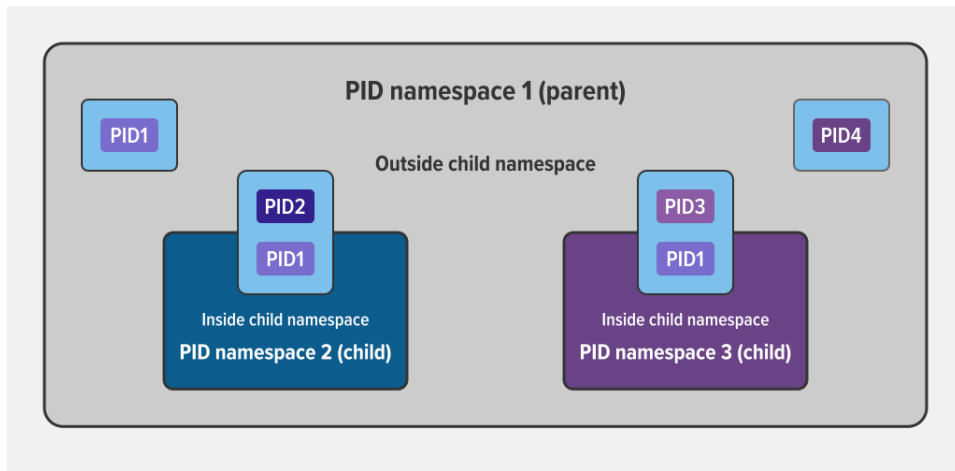 PID namespace 1 (parent)
PID1
PID4
Outside child namespace
PID2
PID1
Inside child namespace
PID namespace 2 (child)
PID3
PID1
Inside child namespace
PID namespace 3 (child)